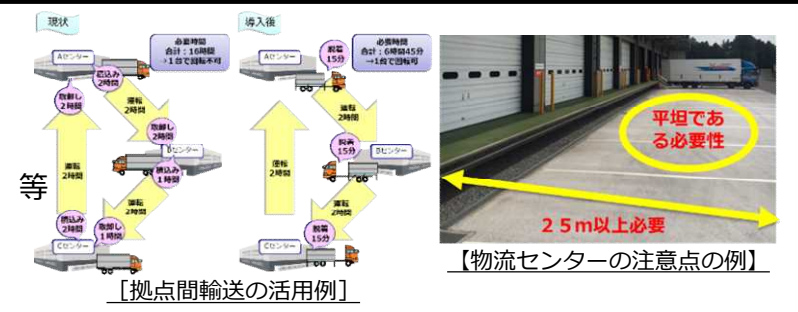 現状
必要時間
合計：16時間
→1台で回転不可
Aセンター
積込み
2時間
取卸し
2時間
運転
2時間
取卸し
2時間
Bセンター
積込み
1時間
運転
2時間
運転
2時間
積込み
2時間
取卸し
1時間
Cセンター
等
導入後
必要時間
合計：6時間45分
→1台で回転可
Aセンター
脱着
15分
運転
2時間
脱着
15分
Bセンター
運転
2時間
運転
2時間
脱着
15分
Cセンター
［拠点間輸送の活用例］
平坦であ
る必要性
２５ｍ以上必要
【物流センターの注意点の例】